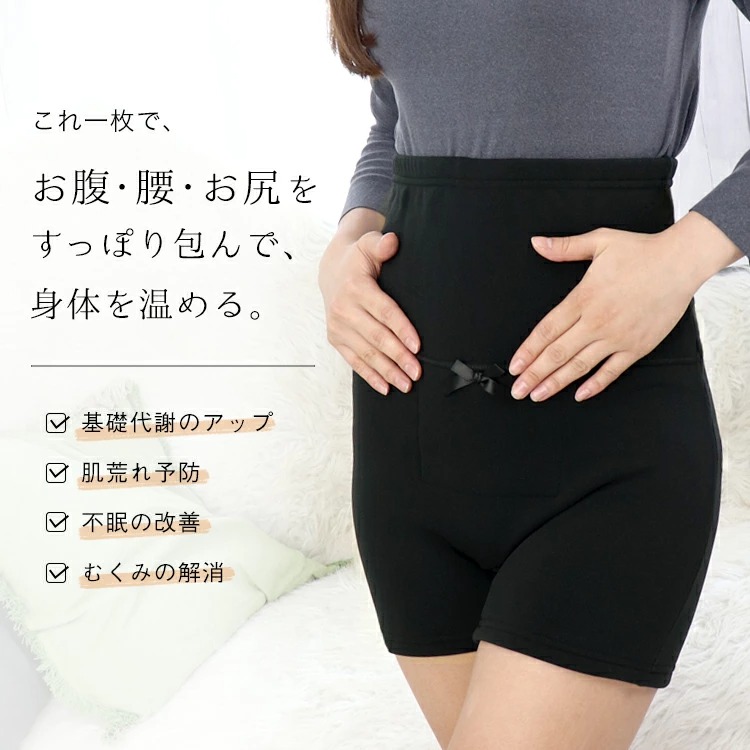 これ一枚で、
お腹・腰・お尻を
すっぽり包んで、
身体を温める。
基礎代謝のアップ
肌荒れ予防
不眠の改善
むくみの解消